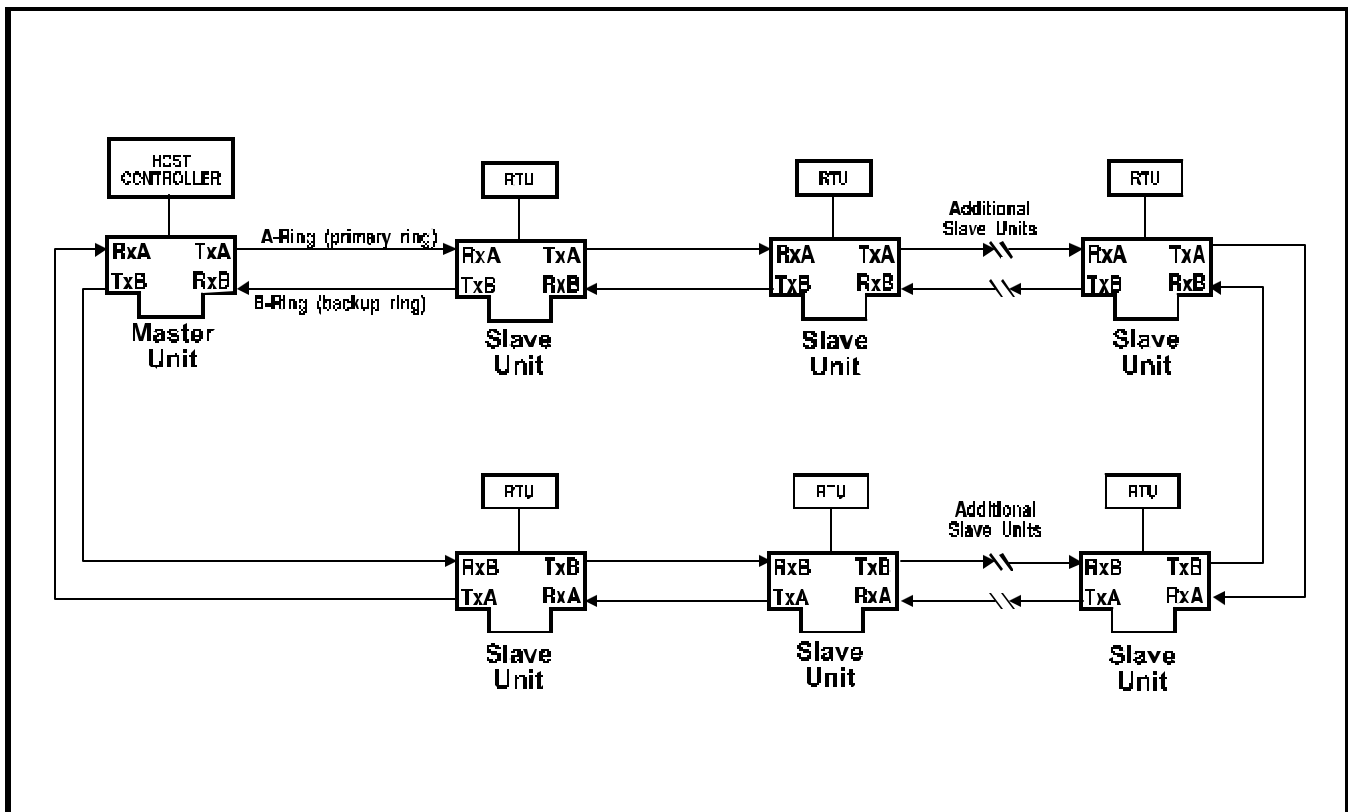 HOST
CONTROLLER
RTU
RTU
RTU
Additional
Slave Units
A-Ring (primary ring)
RxA TxA
TxB RxB
RxA TxA
TxB RxB
RxA TxA
TxB RxB
RxA TxA
TxB RxB
B-Ring (backup ring)
Master
Unit
Slave
Unit
Slave
Unit
Slave
Unit
RTU
RTU
RTU
Additional
Slave Units
RxB TxB
TxA RxA
RxB TxB
TxA RxA
RxB TxB
TxA RxA
Slave
Unit
Slave
Unit
Slave
Unit